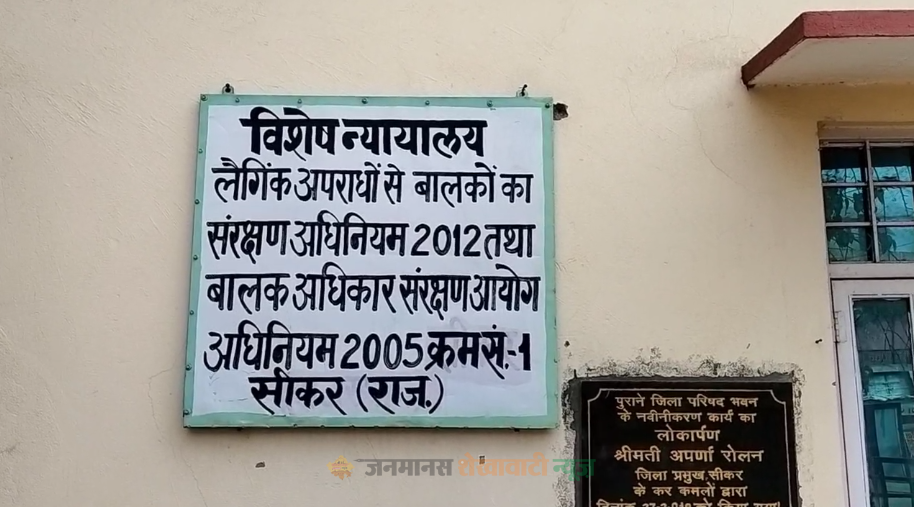 विशेष न्यायालय
लैगिंक अपराधों से बालकों का
संरक्षण अधिनियम 2012 तथा
बालक अधिकार संरक्षण आयोग
अधिनियम 2005 क्रम सं.-1
सीकर (राज.)
पुराने जिला परिषद भवन
के नवीनीकरण कार्य का
लोकार्पण
श्रीमती अपर्णा रोलन
जिला प्रमुख सीकर
के कर कमलों द्वारा
दिनांक
जनमानस शेखावाटी न्यूज़